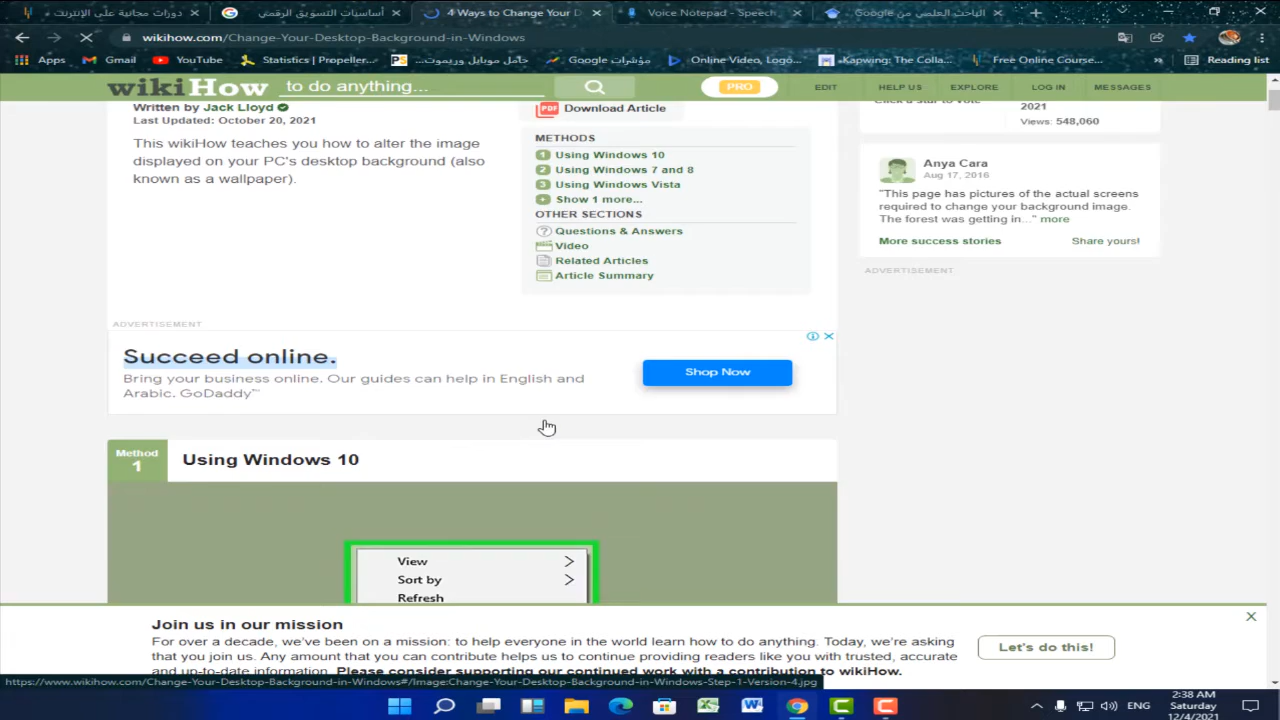 دورات مجانية على الإنترنت
أساسيات التسويق الرقمي
4 Ways to Change Your D
Voice Notepad - Speech
الباحث العلمي من Google
wikihow.com/Change-Your-Desktop-Background-in-Windows
Apps
Gmail
YouTube
Statistics | Propeller...
حامل موبايل وريموت...
مؤشرات Google
Online Video, Logo...
Kapwing: The Colla...
Free Online Course...
»
Reading list
wikiHow
to do anything...
PRO
EDIT
HELP US
EXPLORE
LOG IN
MESSAGES
Written by Jack Lloyd
Last Updated: October 20, 2021
This wikiHow teaches you how to alter the image
displayed on your PC's desktop background (also
known as a wallpaper).
PDF Download Article
METHODS
1 Using Windows 10
2 Using Windows 7 and 8
3 Using Windows Vista
+ Show 1 more...
OTHER SECTIONS
? Questions & Answers
Video
Related Articles
Article Summary
Click a star to vote
2021
Views: 548,060
Anya Cara
Aug 17, 2016
"This page has pictures of the actual screens
required to change your background image.
The forest was getting in..." more
More success stories
Share yours!
ADVERTISEMENT
ADVERTISEMENT
Succeed online.
Bring your business online. Our guides can help in English and
Arabic. GoDaddy™
Shop Now
Method
1
Using Windows 10
View
Sort by
Refresh
Join us in our mission
For over a decade, we've been on a mission: to help everyone in the world learn how to do anything. Today, we're asking
that you join us. Any amount that you can contribute helps us to continue providing readers like you with trusted, accurate
and up-to-date information. Please consider supporting our continued work with a contribution to wikiHow.
Let's do this!
https://www.wikihow.com/Change-Your-Desktop-Background-in-Windows#/Image:Change-Your-Desktop-Background-in-Windows-Step-1-Version-4.jpg
ENG
2:38 AM
Saturday
12/4/2021